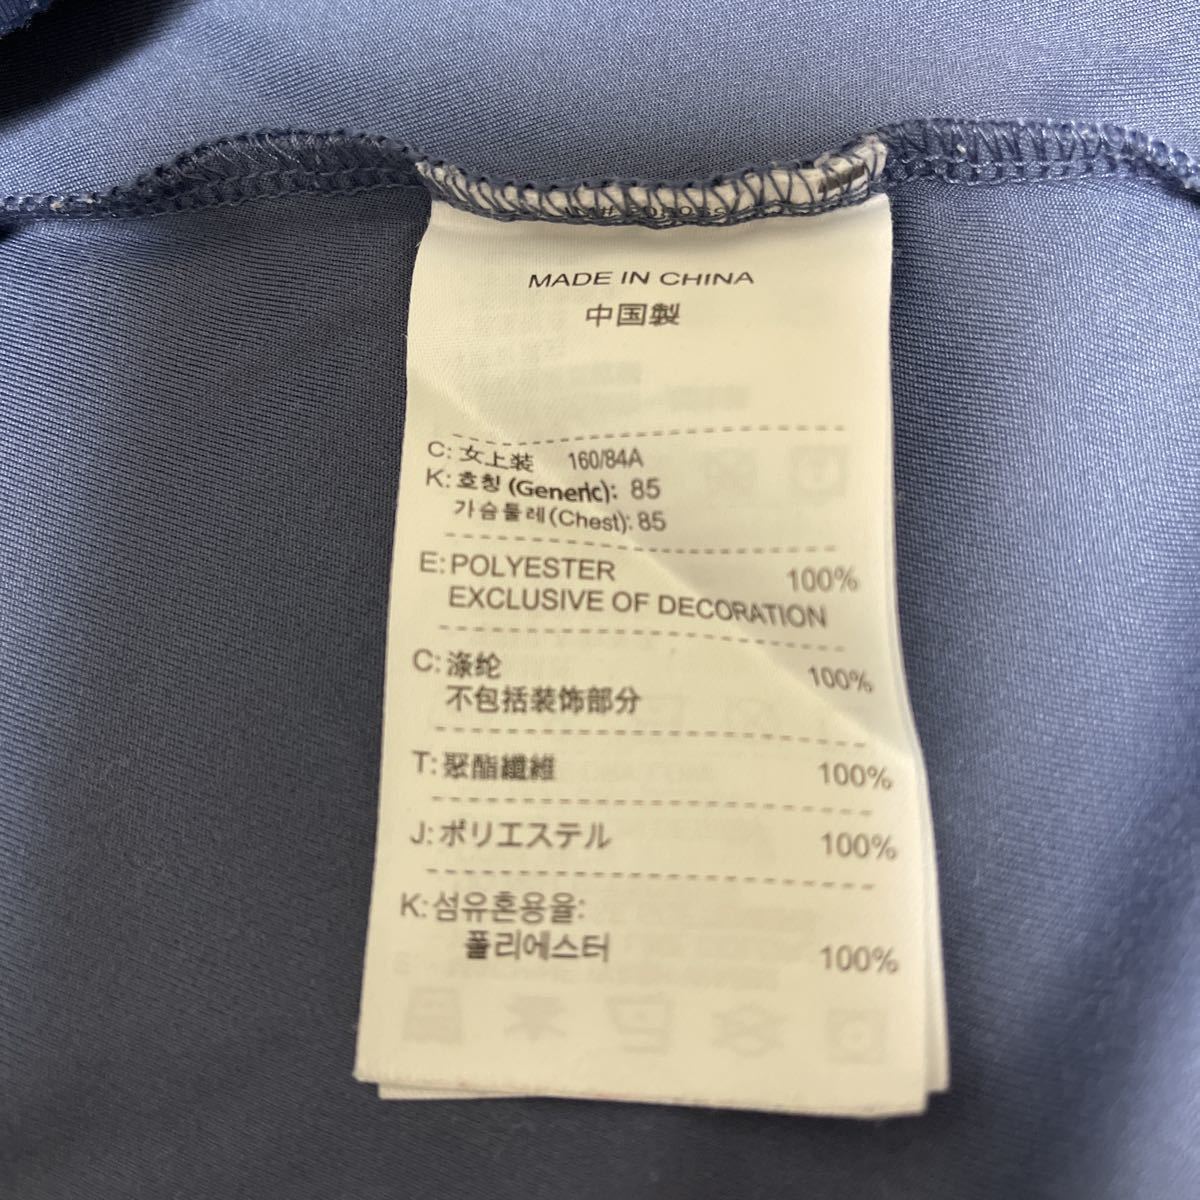 MADE IN CHINA
中国製
C: 女上装 160/84A
K: 호칭 (Generic): 85
가슴둘레(Chest): 85
E: POLYESTER 100%
EXCLUSIVE OF DECORATION
C: 涤纶 100%
不包括装饰部分
T: 聚酯纖維 100%
J: ポリエステル 100%
K: 섬유혼용율:
폴리에스터 100%